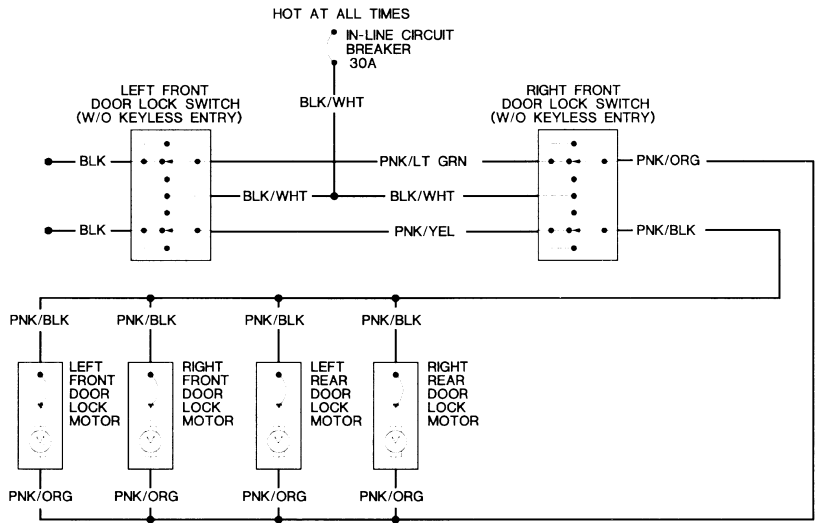 HOT AT ALL TIMES
IN-LINE CIRCUIT
BREAKER
30A
BLK/WHT
LEFT FRONT
DOOR LOCK SWITCH
(W/O KEYLESS ENTRY)
RIGHT FRONT
DOOR LOCK SWITCH
(W/O KEYLESS ENTRY)
BLK
PNK/LT GRN
PNK/ORG
BLK/WHT
BLK/WHT
BLK
PNK/YEL
PNK/BLK
PNK/BLK
PNK/BLK
PNK/BLK
PNK/BLK
LEFT
FRONT
DOOR
LOCK
MOTOR
RIGHT
FRONT
DOOR
LOCK
MOTOR
LEFT
REAR
DOOR
LOCK
MOTOR
RIGHT
REAR
DOOR
LOCK
MOTOR
PNK/ORG
PNK/ORG
PNK/ORG
PNK/ORG